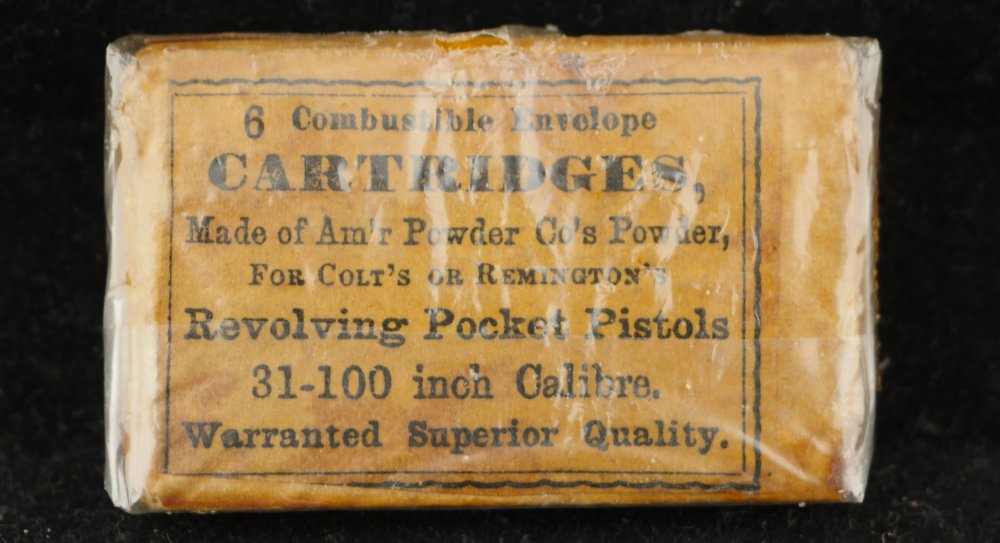 6 Combustible Envelope
CARTRIDGES,
Made of Am'r Powder Co's Powder,
FOR COLT'S OR REMINGTON'S
Revolving Pocket Pistols
31-100 inch Calibre.
Warranted Superior Quality.